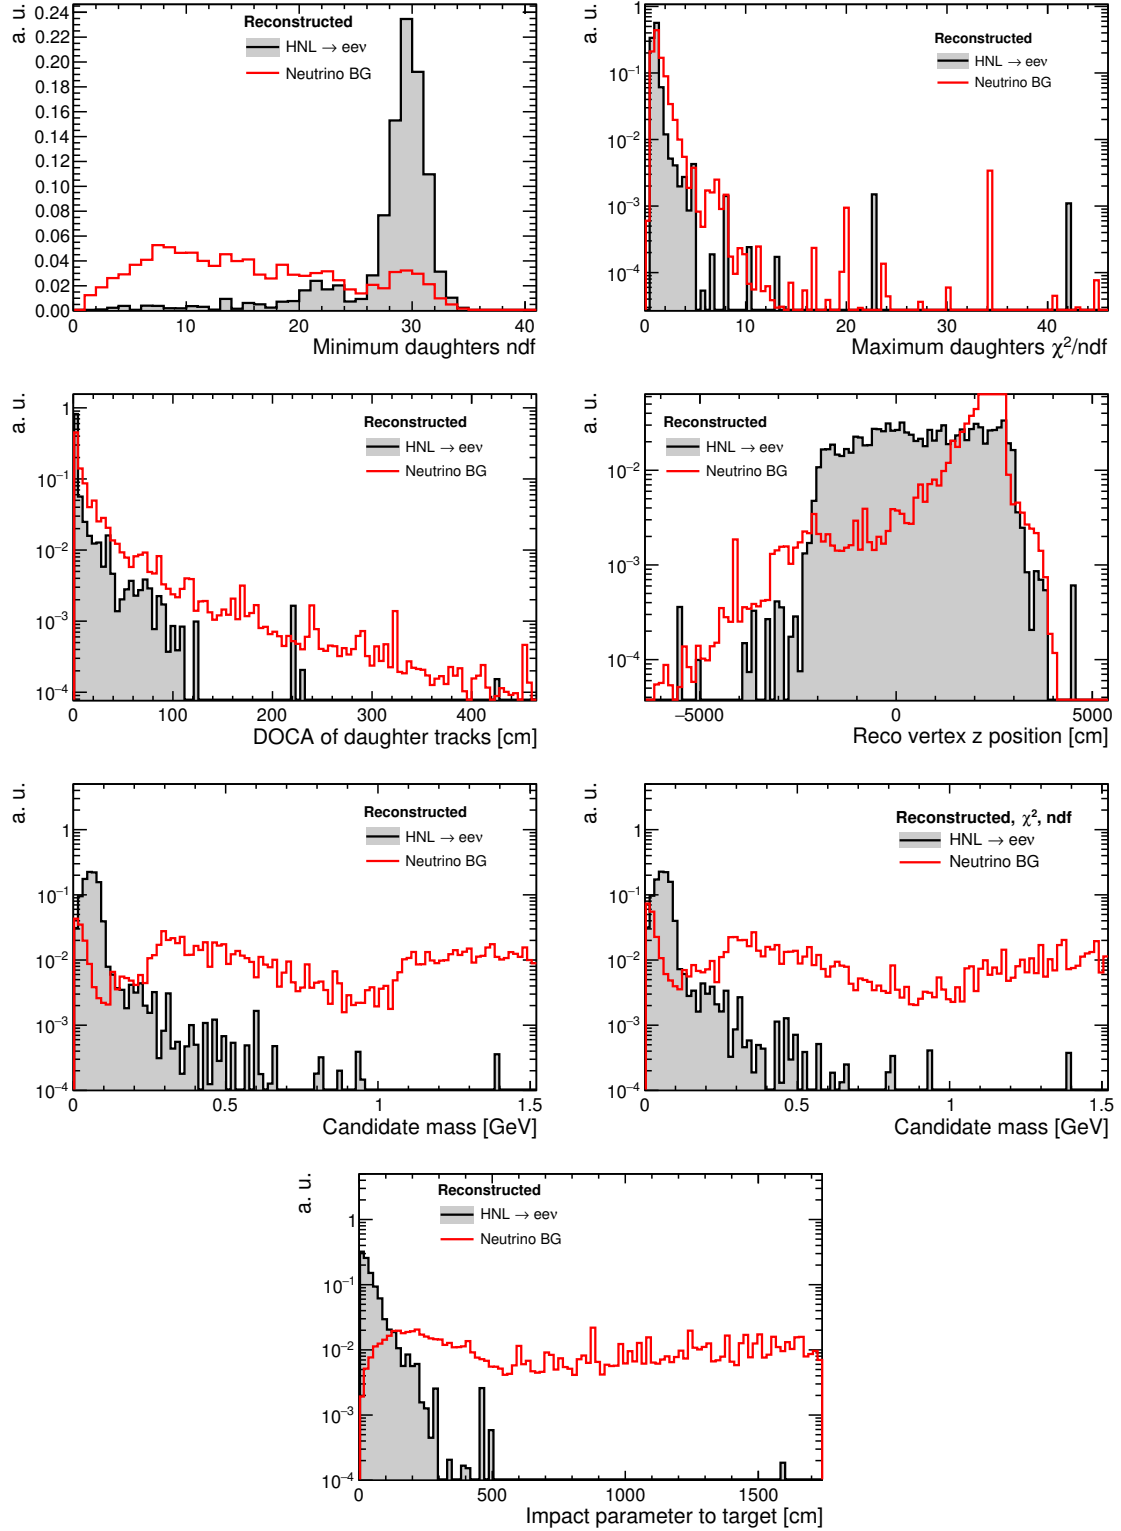 a. u.
0.24
0.22
0.20
0.18
0.16
0.14
0.12
0.10
0.08
0.06
0.04
0.02
0.00
Reconstructed
HNL → eeν
Neutrino BG
0 10 20 30 40
Minimum daughters ndf
a. u.
1
10⁻¹
10⁻²
10⁻³
10⁻⁴
Reconstructed
HNL → eeν
Neutrino BG
0 10 20 30 40
Maximum daughters χ²/ndf
a. u.
1
10⁻¹
10⁻²
10⁻³
10⁻⁴
Reconstructed
HNL → eeν
Neutrino BG
0 100 200 300 400
DOCA of daughter tracks [cm]
a. u.
10⁻²
10⁻³
10⁻⁴
Reconstructed
HNL → eeν
Neutrino BG
−5000 0 5000
Reco vertex z position [cm]
a. u.
1
10⁻¹
10⁻²
10⁻³
10⁻⁴
Reconstructed
HNL → eeν
Neutrino BG
0 0.5 1 1.5
Candidate mass [GeV]
a. u.
1
10⁻¹
10⁻²
10⁻³
10⁻⁴
Reconstructed, χ², ndf
HNL → eeν
Neutrino BG
0 0.5 1 1.5
Candidate mass [GeV]
a. u.
1
10⁻¹
10⁻²
10⁻³
10⁻⁴
Reconstructed
HNL → eeν
Neutrino BG
0 500 1000 1500
Impact parameter to target [cm]